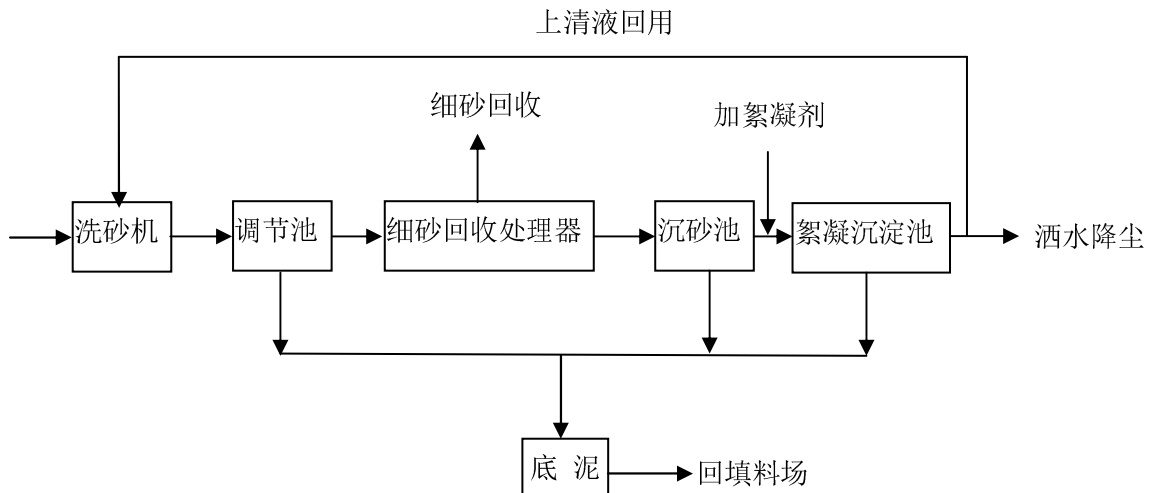 上清液回用
细砂回收
加絮凝剂
洗砂机
调节池
细砂回收处理器
沉砂池
絮凝沉淀池
洒水降尘
底 泥
回填料场